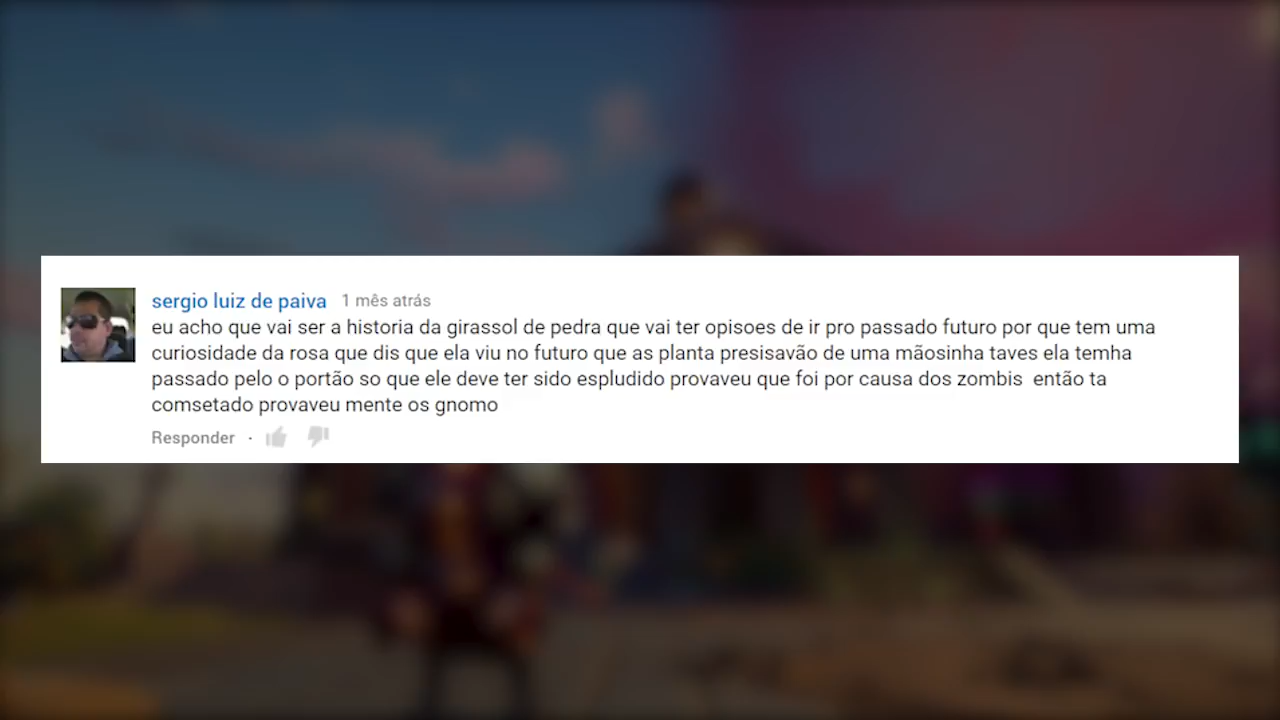 sergio luiz de paiva 1 mês atrás
eu acho que vai ser a historia da girassol de pedra que vai ter opisoes de ir pro passado futuro por que tem uma
curiosidade da rosa que dis que ela viu no futuro que as planta presisavão de uma mãosinha taves ela temha
passado pelo o portão so que ele deve ter sido espludido provaveu que foi por causa dos zombis então ta
comsetado provaveu mente os gnomo
Responder ·